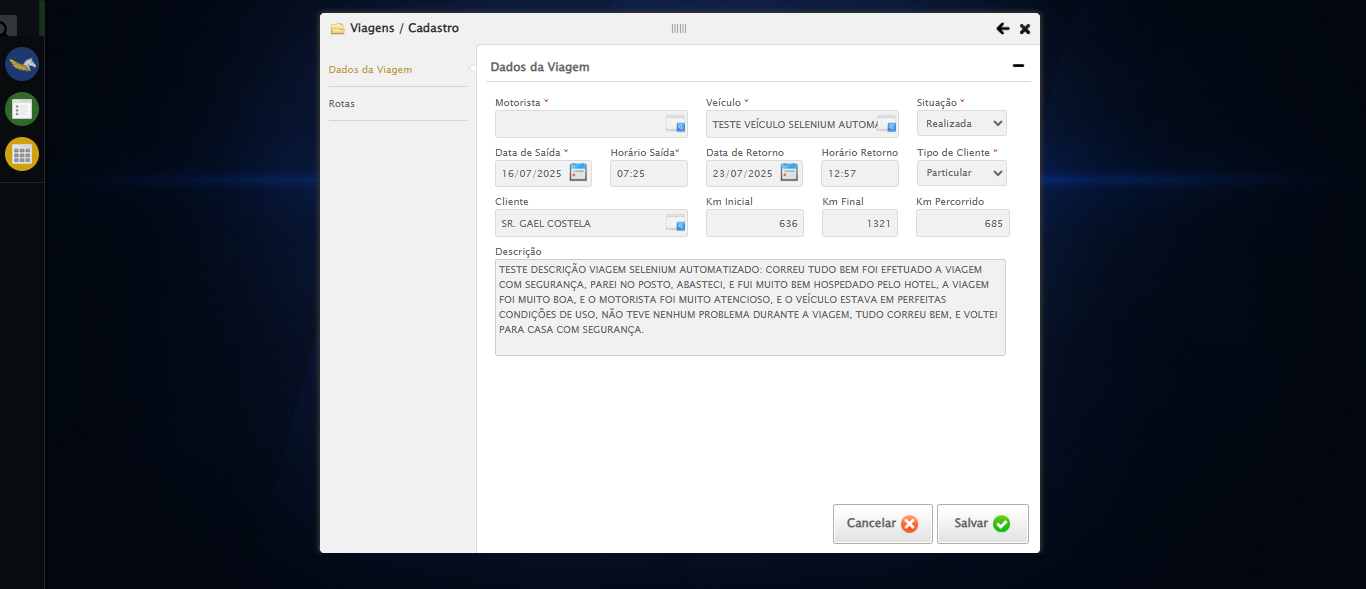 Viagens / Cadastro
Dados da Viagem
Rotas
Dados da Viagem
Motorista *
Veículo *
Situação *
TESTE VEÍCULO SELENIUM AUTOMA
Realizada
Data de Saída *
Horário Saída*
Data de Retorno
Horário Retorno
Tipo de Cliente *
16/07/2025
07:25
23/07/2025
12:57
Particular
Cliente
Km Inicial
Km Final
Km Percorrido
SR. GAEL COSTELA
636
1321
685
Descrição
TESTE DESCRIÇÃO VIAGEM SELENIUM AUTOMATIZADO: CORREU TUDO BEM FOI EFETUADO A VIAGEM
COM SEGURANÇA, PAREI NO POSTO, ABASTECI, E FUI MUITO BEM HOSPEDADO PELO HOTEL, A VIAGEM
FOI MUITO BOA, E O MOTORISTA FOI MUITO ATENCIOSO, E O VEÍCULO ESTAVA EM PERFEITAS
CONDIÇÕES DE USO, NÃO TEVE NENHUM PROBLEMA DURANTE A VIAGEM, TUDO CORREU BEM, E VOLTEI
PARA CASA COM SEGURANÇA.
Cancelar
Salvar